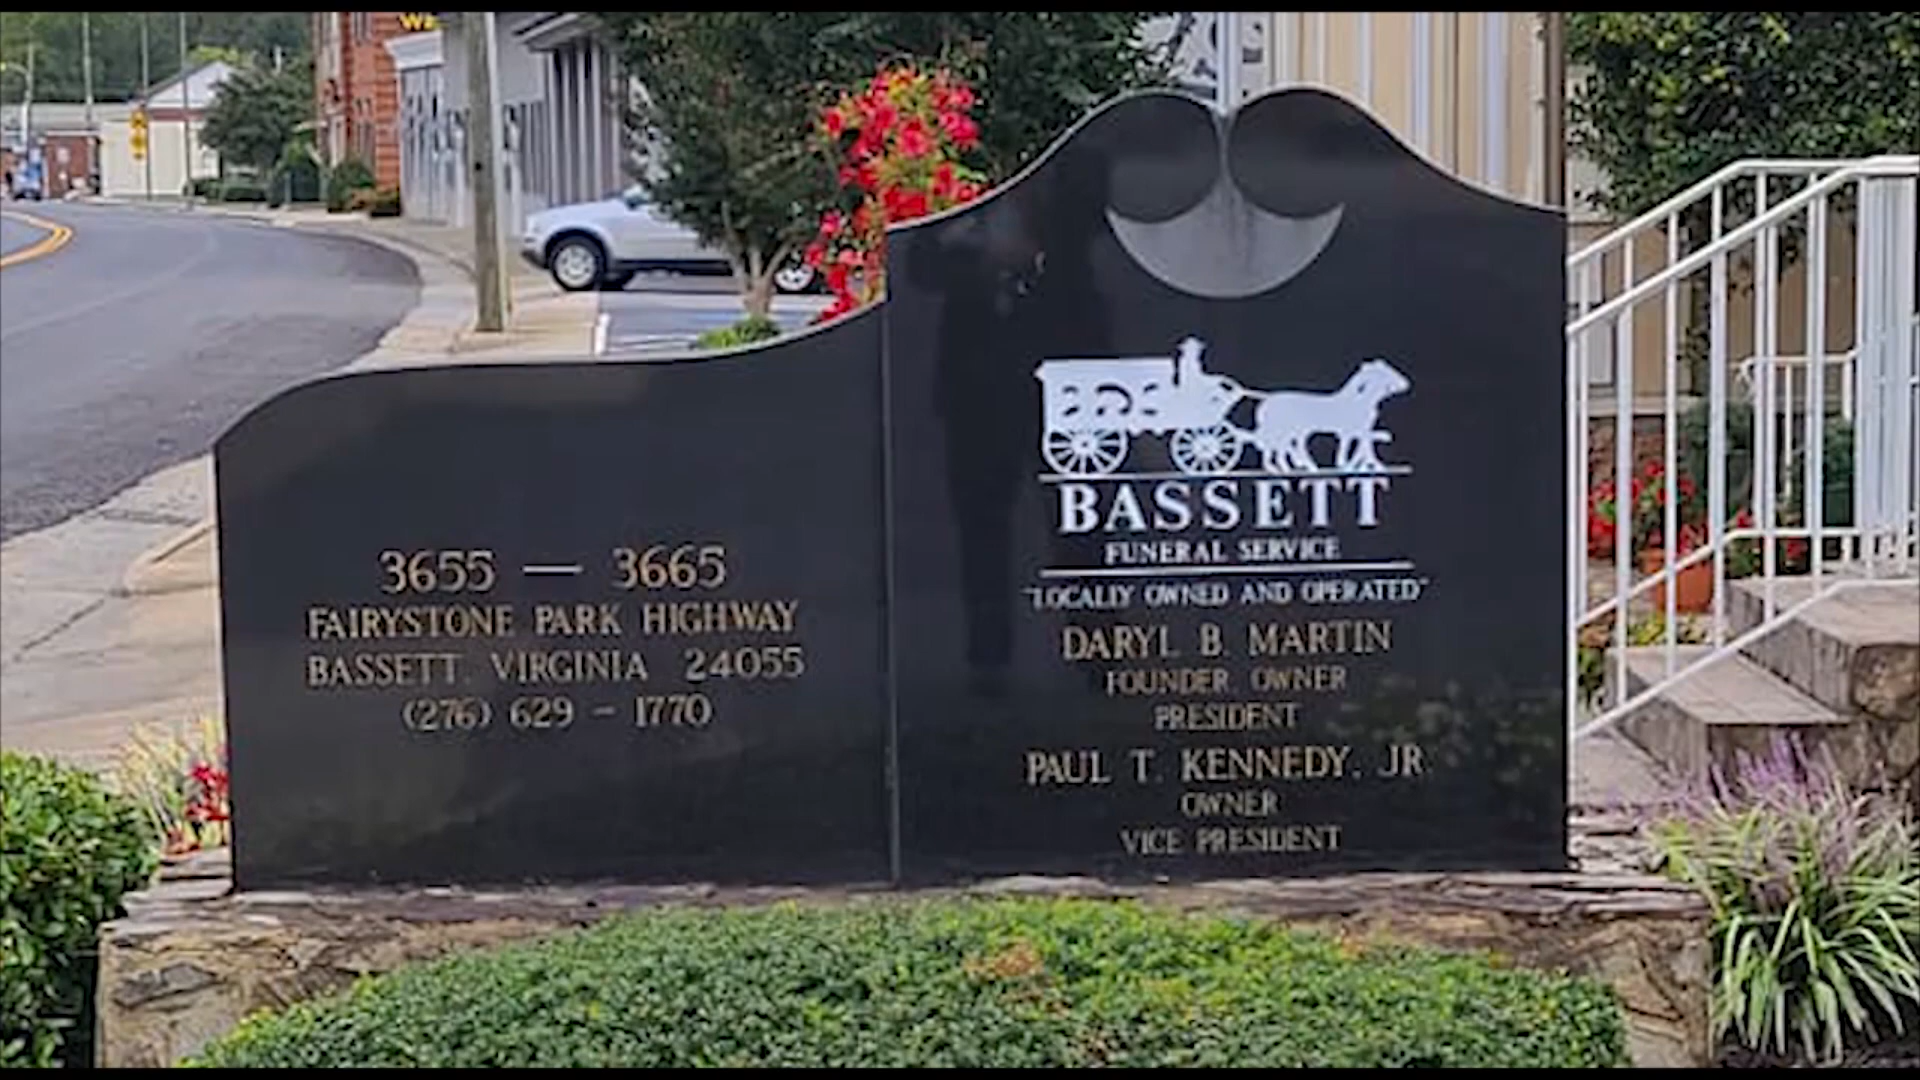 3655 — 3665
FAIRYSTONE PARK HIGHWAY
BASSETT, VIRGINIA 24055
(276) 629 - 1770
BASSETT
FUNERAL SERVICE
"LOCALLY OWNED AND OPERATED"
DARYL B. MARTIN
FOUNDER, OWNER
PRESIDENT
PAUL T. KENNEDY, JR.
OWNER
VICE PRESIDENT